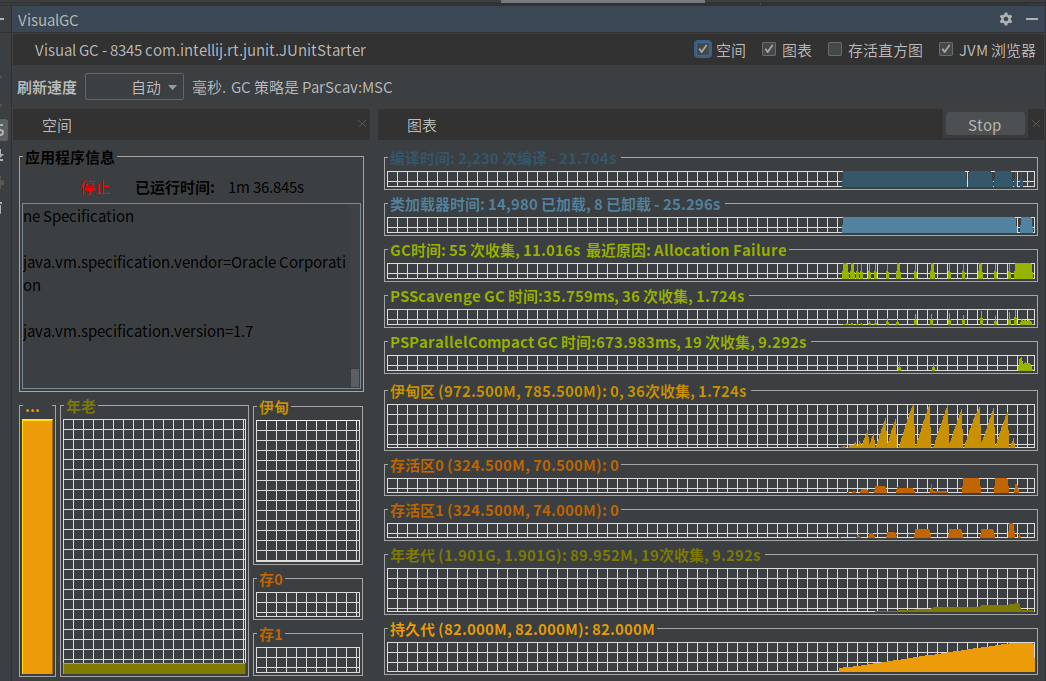 VisualGC
Visual GC - 8345 com.intellij.rt.junit.JUnitStarter
空间 图表 存活直方图 JVM 浏览器
刷新速度 自动 毫秒. GC 策略是 ParScav:MSC
空间
图表
Stop
应用程序信息
停止 已运行时间: 1m 36.845s
ne Specification
java.vm.specification.vendor=Oracle Corporati
on
java.vm.specification.version=1.7
...
年老
伊甸
存0
存1
编译时间: 2,230 次编译 - 21.704s
类加载器时间: 14,980 已加载, 8 已卸载 - 25.296s
GC时间: 55 次收集, 11.016s 最近原因: Allocation Failure
PSScavenge GC 时间:35.759ms, 36 次收集, 1.724s
PSParallelCompact GC 时间:673.983ms, 19 次收集, 9.292s
伊甸区 (972.500M, 785.500M): 0, 36次收集, 1.724s
存活区0 (324.500M, 70.500M): 0
存活区1 (324.500M, 74.000M): 0
年老代 (1.901G, 1.901G): 89.952M, 19次收集, 9.292s
持久代 (82.000M, 82.000M): 82.000M